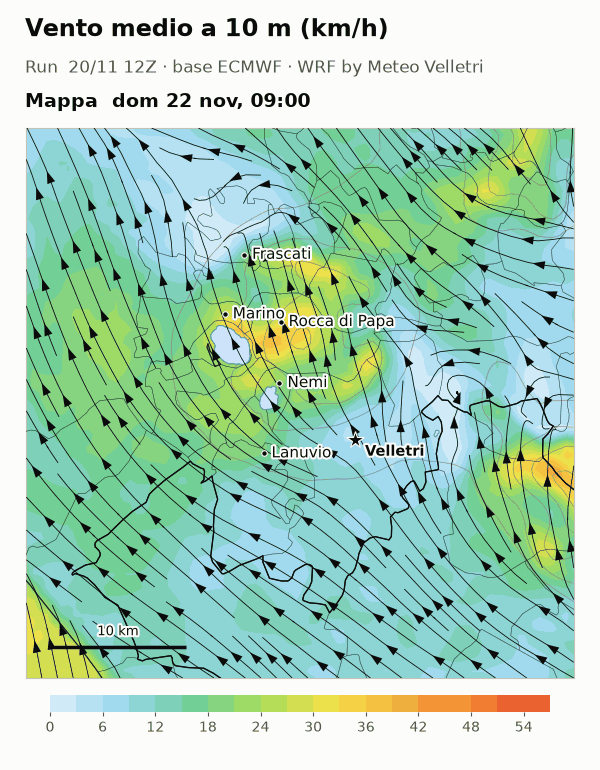 Vento medio a 10 m (km/h)
Run  20/11 12Z · base ECMWF · WRF by Meteo Velletri
Mappa  dom 22 nov, 09:00
Frascati
Marino
Rocca di Papa
Nemi
Velletri
Lanuvio
10 km
0 6 12 18 24 30 36 42 48 54